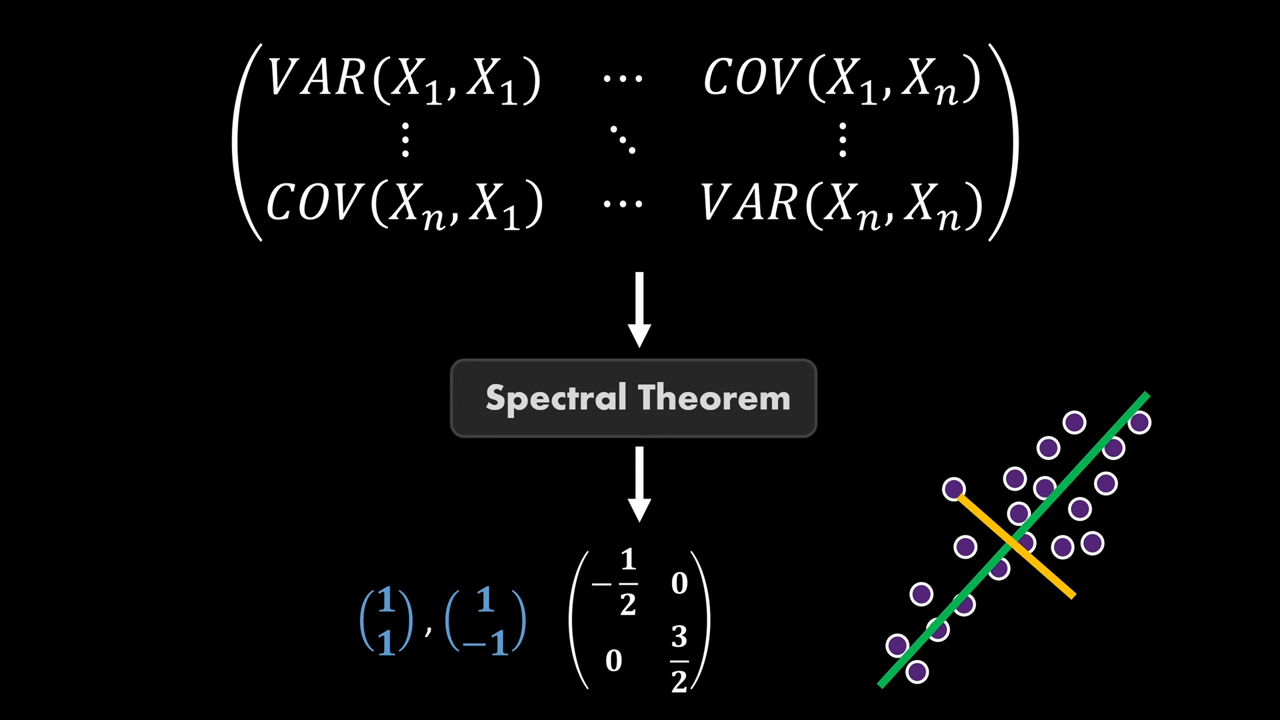 VAR(X₁, X₁) ⋯ COV(X₁, Xₙ)
⋮ ⋱ ⋮
COV(Xₙ, X₁) ⋯ VAR(Xₙ, Xₙ)
Spectral Theorem
(1 1), (1 −1)
−1/2 0
0 3/2